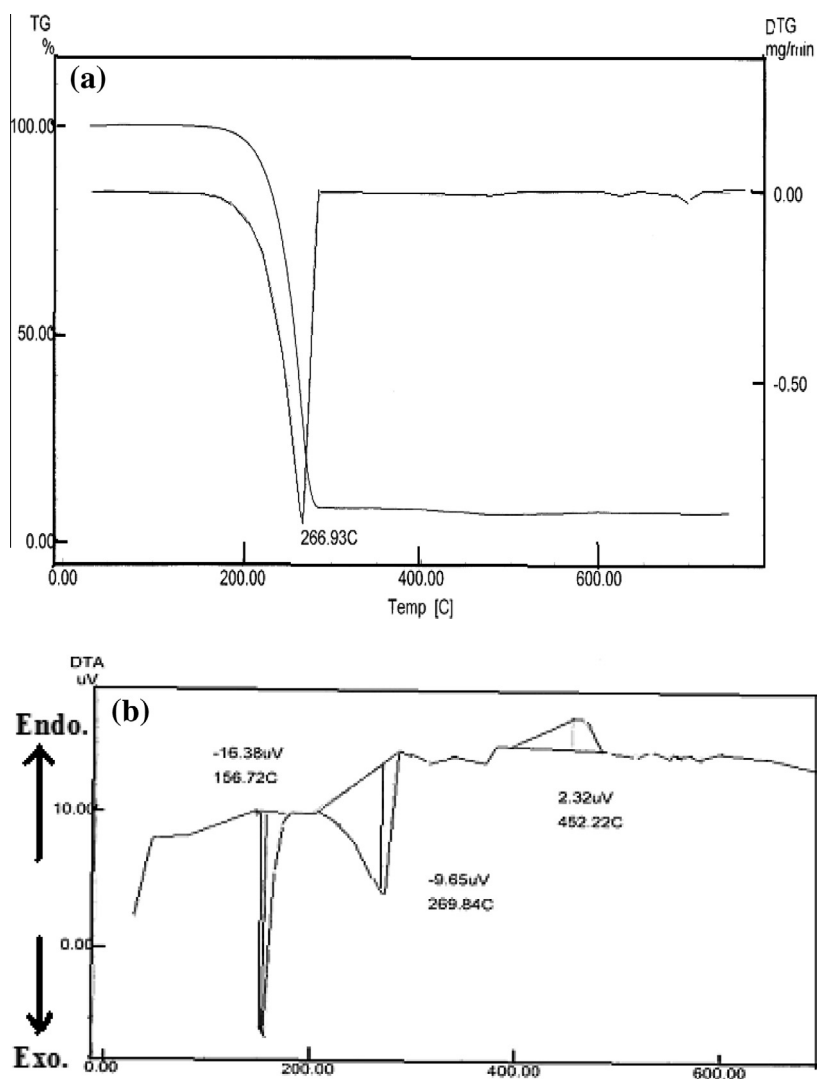 TG
%
DTG
mg/min
(a)
100.00
0.00
50.00
-0.50
266.93C
0.00
0.00
200.00
400.00
600.00
Temp [C]
DTA
uV
(b)
Endo.
-16.38uV
156.72C
10.00
2.32uV
452.22C
-9.65uV
269.84C
0.00
Exo.
0.00
200.00
400.00
600.00